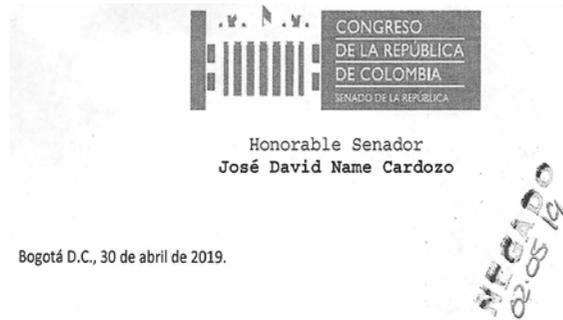 CONGRESO
DE LA REPÚBLICA
DE COLOMBIA
SENADO DE LA REPÚBLICA
Honorable Senador
José David Name Cardozo
NEGADO
02.05 19
Bogotá D.C., 30 de abril de 2019.